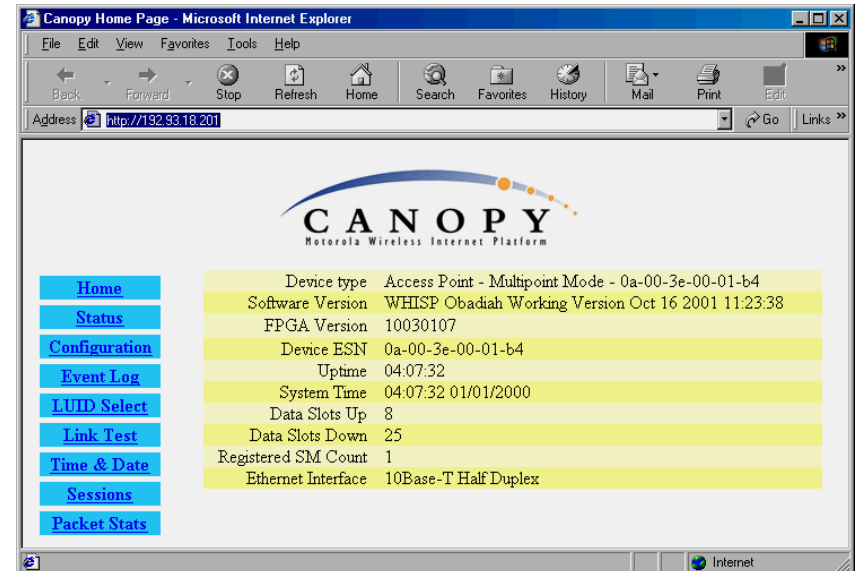 Canopy Home Page - Microsoft Internet Explorer
File Edit View Favorites Tools Help
Back Forward Stop Refresh Home Search Favorites History Mail Print Edit »
Address http://192.93.18.201 Go Links »
CANOPY
Motorola Wireless Internet Platform
Home
Status
Configuration
Event Log
LUID Select
Link Test
Time & Date
Sessions
Packet Stats
Device type Access Point - Multipoint Mode - 0a-00-3e-00-01-b4
Software Version WHISP Obadiah Working Version Oct 16 2001 11:23:38
FPGA Version 10030107
Device ESN 0a-00-3e-00-01-b4
Uptime 04:07:32
System Time 04:07:32 01/01/2000
Data Slots Up 8
Data Slots Down 25
Registered SM Count 1
Ethernet Interface 10Base-T Half Duplex
Internet